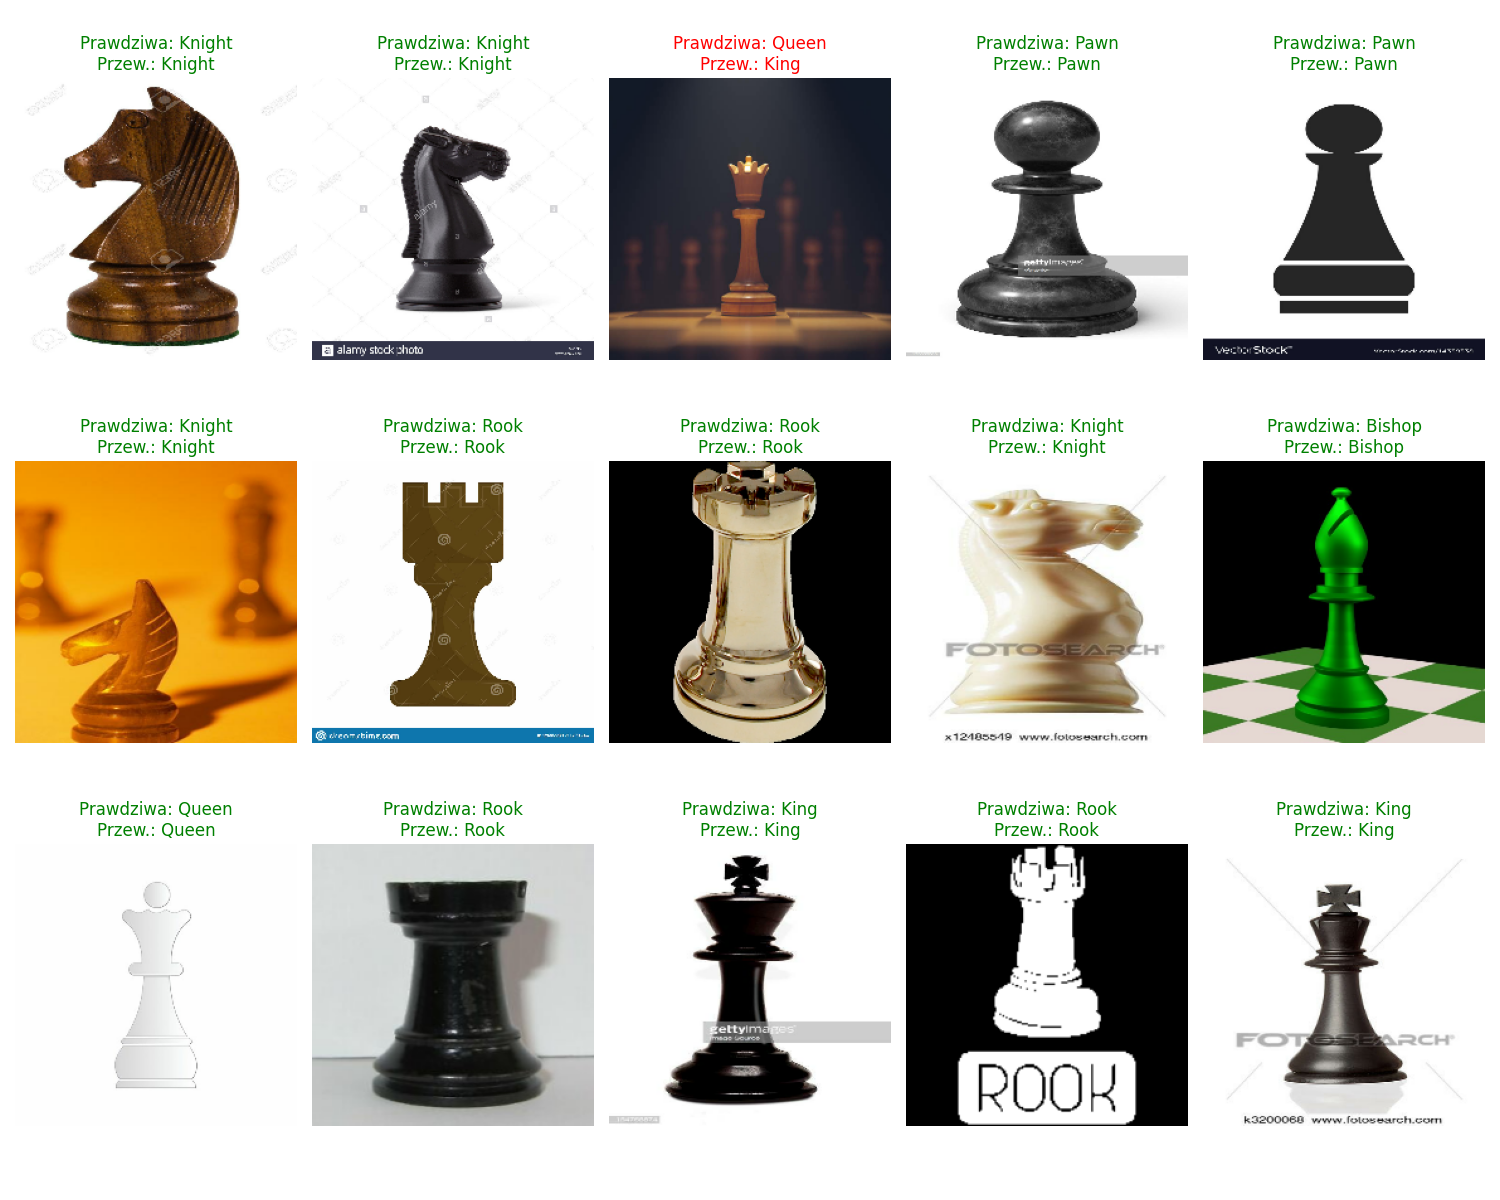 Prawdziwa: Knight
Przew.: Knight
Prawdziwa: Knight
Przew.: Knight
Prawdziwa: Queen
Przew.: King
Prawdziwa: Pawn
Przew.: Pawn
Prawdziwa: Pawn
Przew.: Pawn
alamy
alamy stock photo
gettyimages®
VectorStock®
Prawdziwa: Knight
Przew.: Knight
Prawdziwa: Rook
Przew.: Rook
Prawdziwa: Rook
Przew.: Rook
Prawdziwa: Knight
Przew.: Knight
Prawdziwa: Bishop
Przew.: Bishop
dreamstime.com
FOTOSEARCH®
x12485549 www.fotosearch.com
Prawdziwa: Queen
Przew.: Queen
Prawdziwa: Rook
Przew.: Rook
Prawdziwa: King
Przew.: King
Prawdziwa: Rook
Przew.: Rook
Prawdziwa: King
Przew.: King
gettyimages®
Image Source
ROOK
FOTOSEARCH®
k3200068 www.fotosearch.com